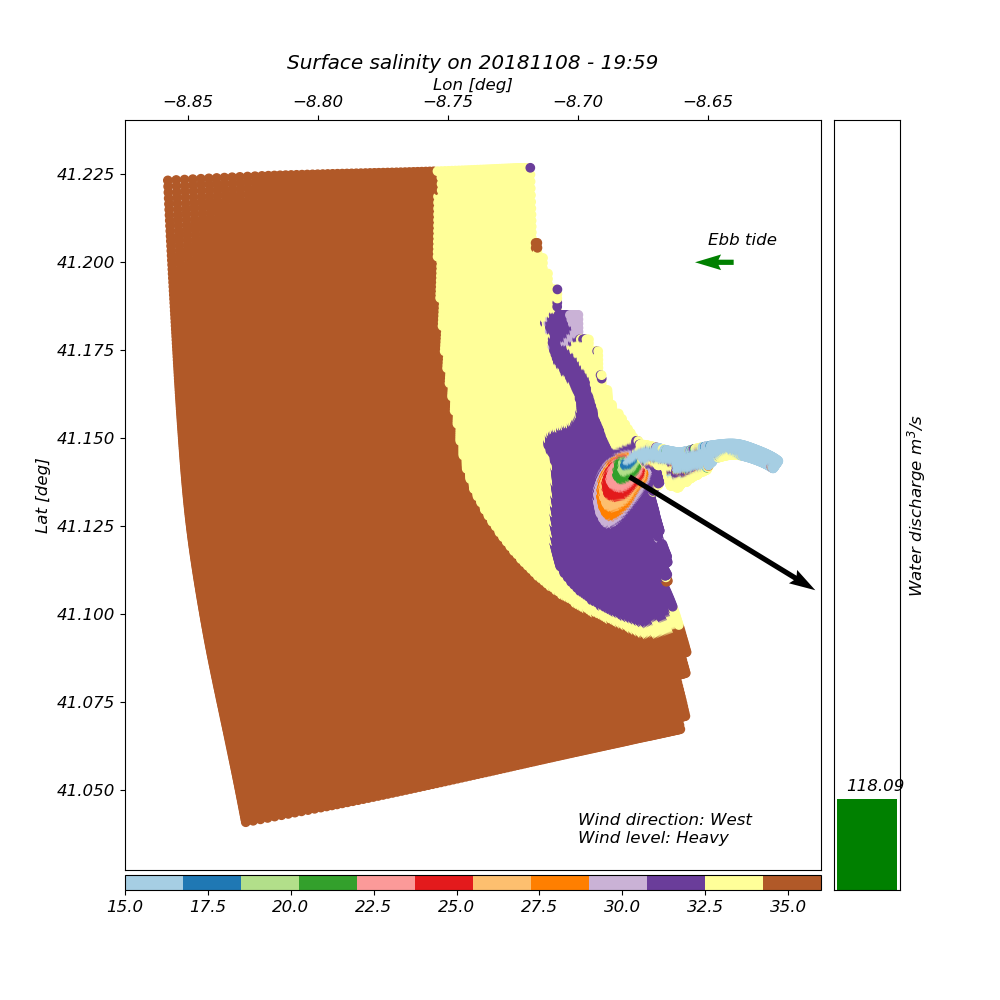 Surface salinity on 20181108 - 19:59
Lon [deg]
−8.85 −8.80 −8.75 −8.70 −8.65
41.225
41.200
41.175
41.150
41.125
41.100
41.075
41.050
Lat [deg]
Ebb tide
Wind direction: West
Wind level: Heavy
15.0 17.5 20.0 22.5 25.0 27.5 30.0 32.5 35.0
118.09
Water discharge m³/s